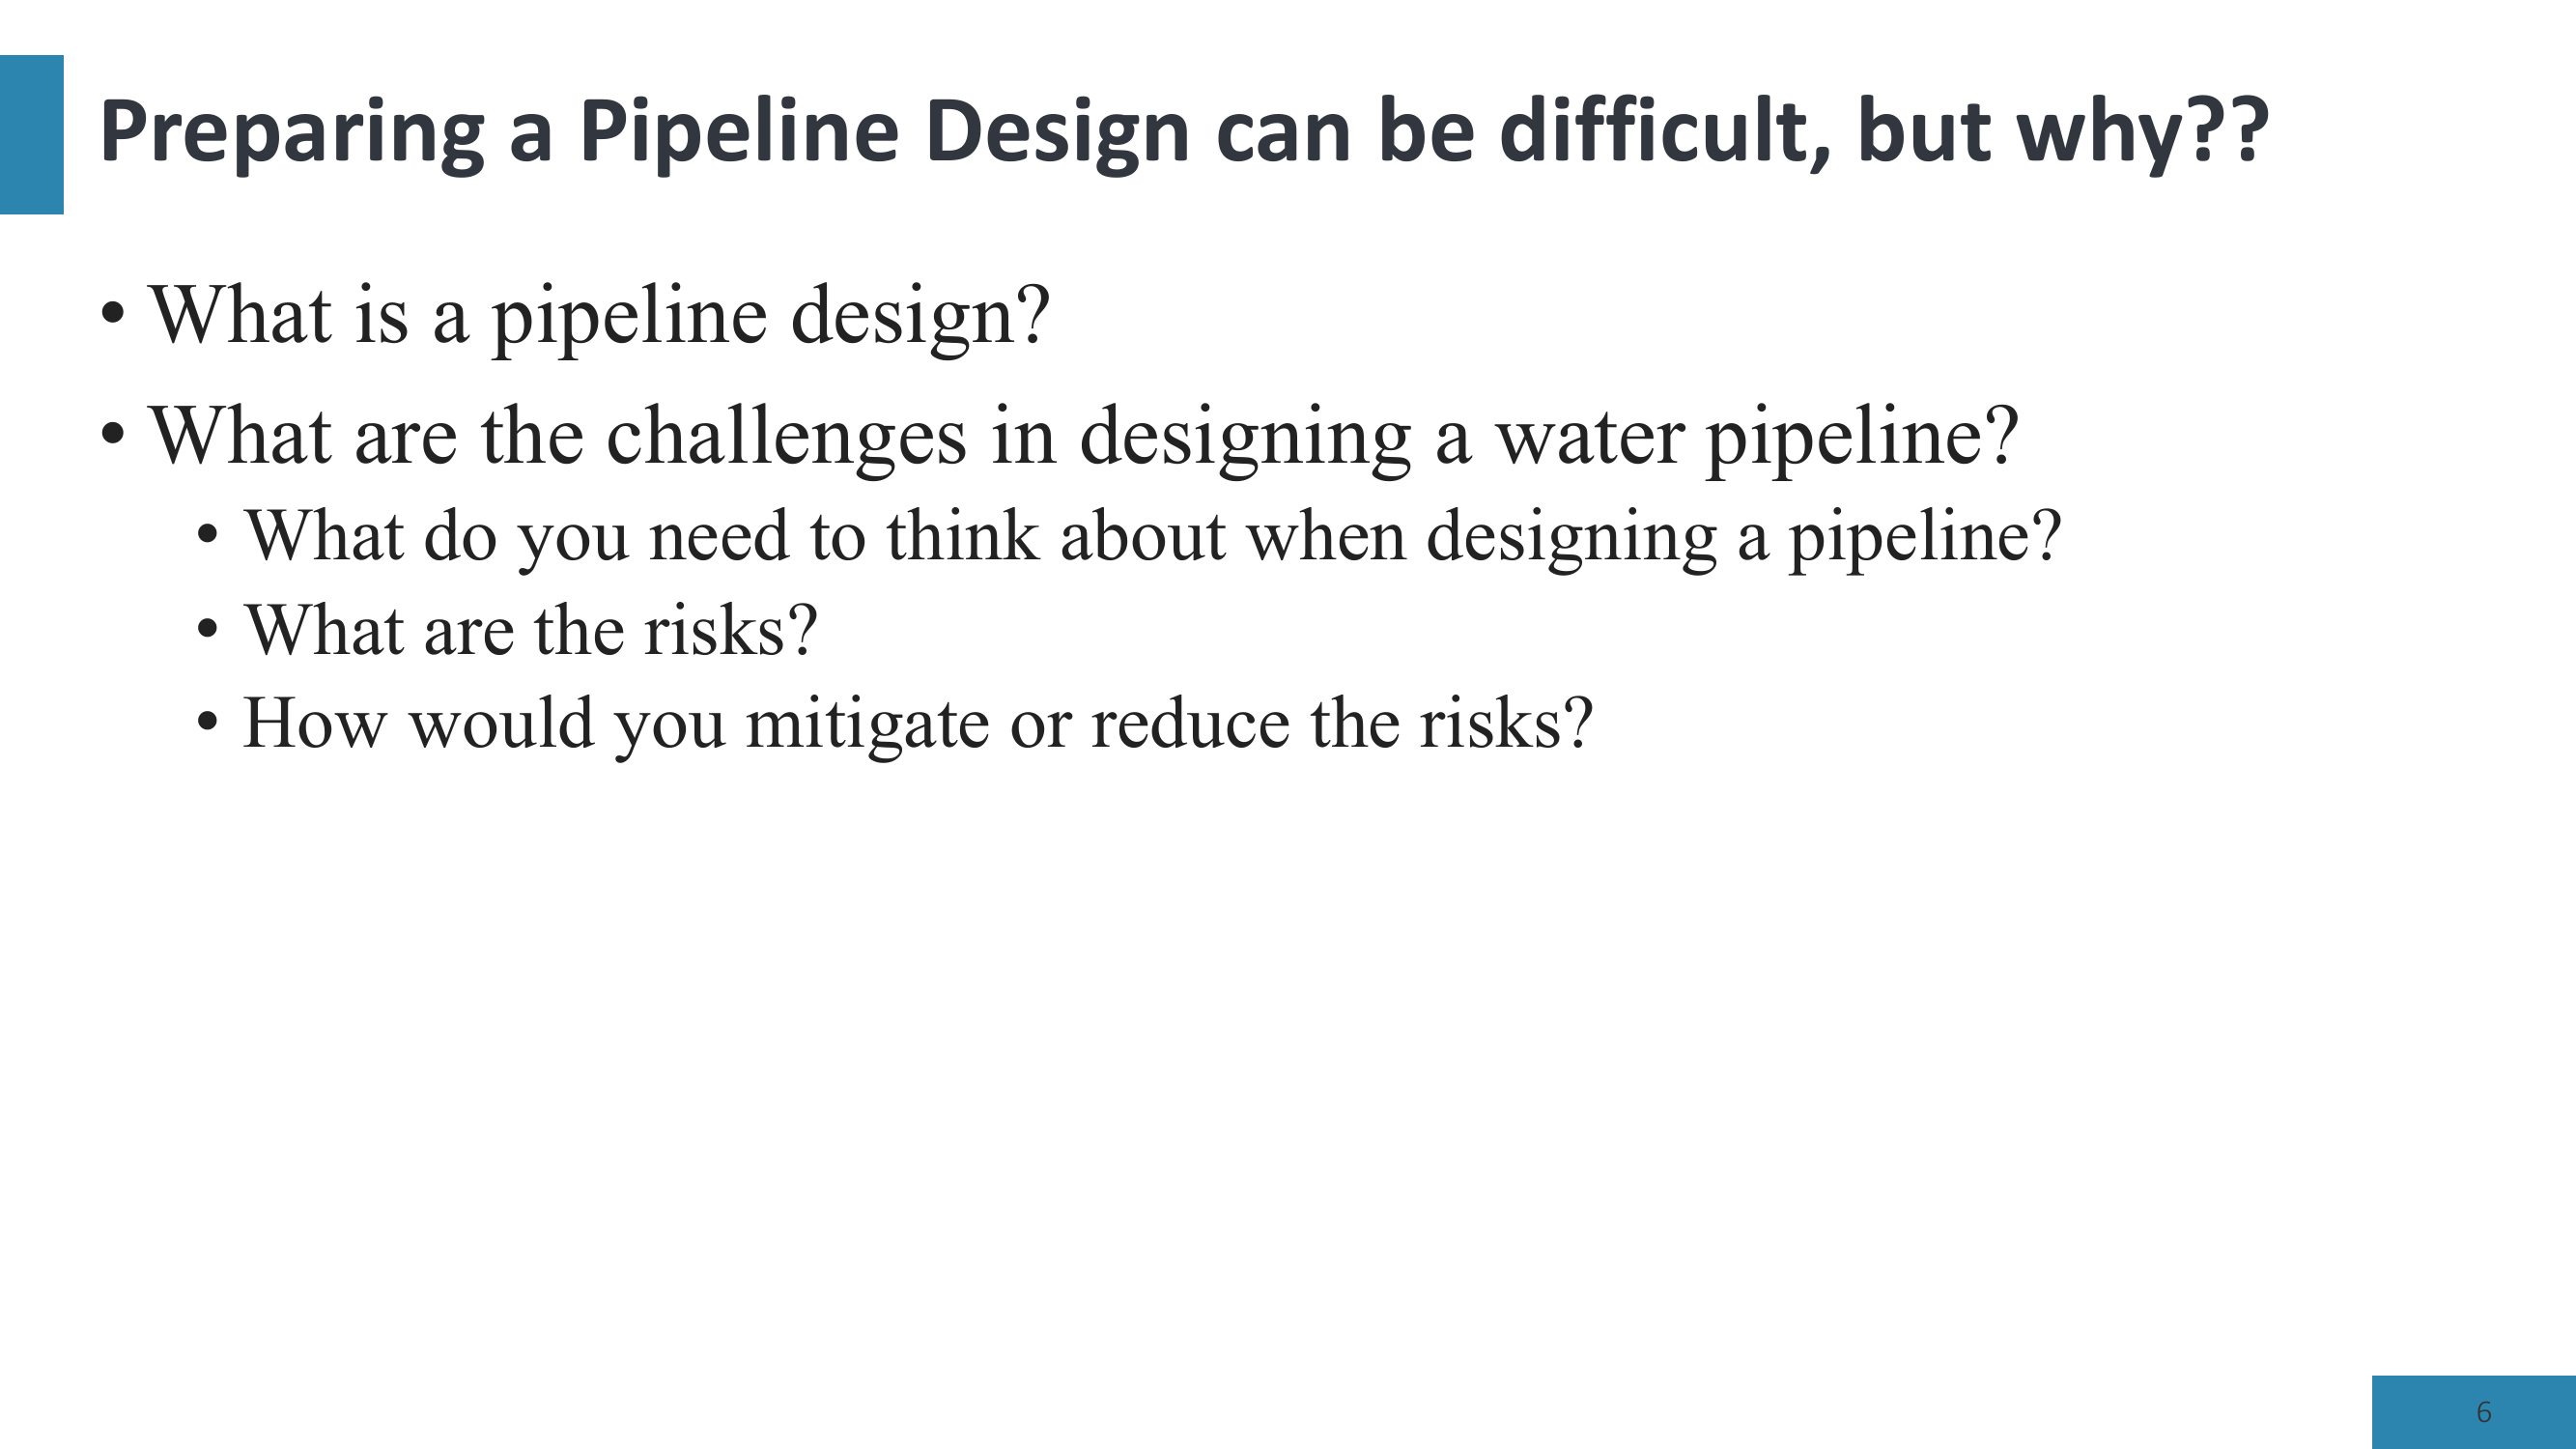 Preparing a Pipeline Design can be difficult, but why??
• What is a pipeline design?
• What are the challenges in designing a water pipeline?
• What do you need to think about when designing a pipeline?
• What are the risks?
• How would you mitigate or reduce the risks?
6